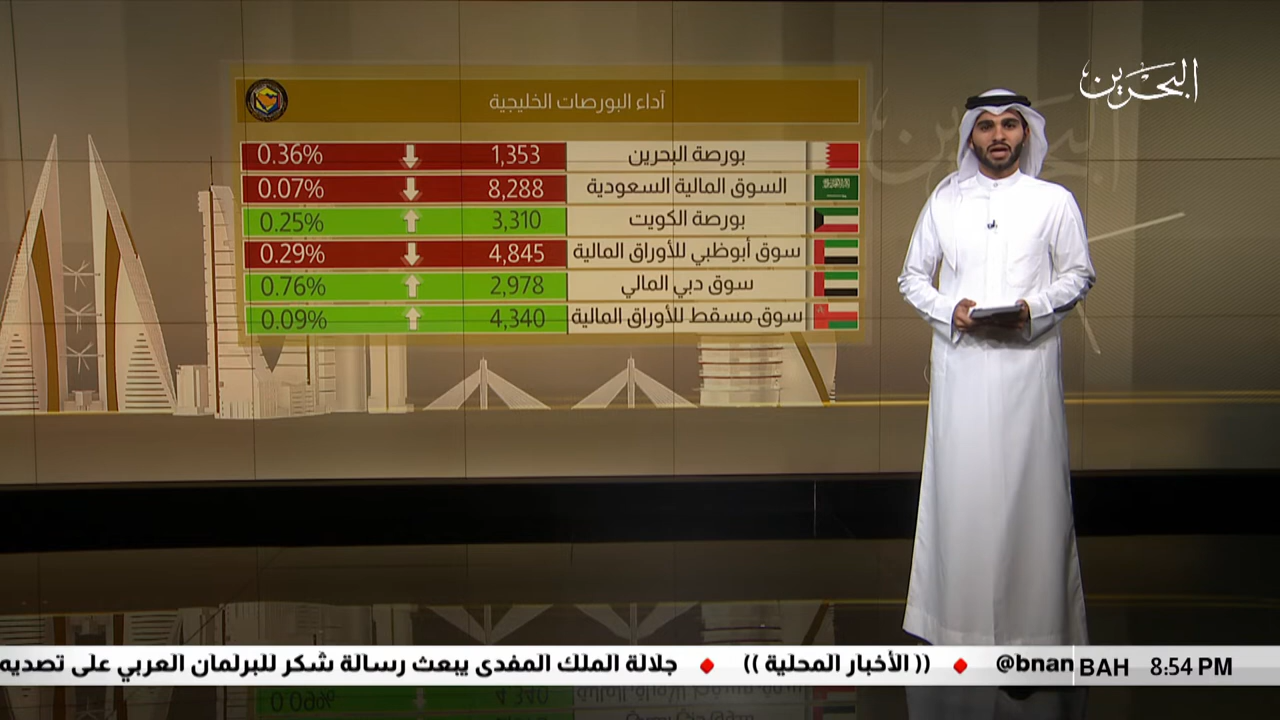 البحرين
آداء البورصات الخليجية
بورصة البحرين 1,353 0.36%
السوق المالية السعودية 8,288 0.07%
بورصة الكويت 3,310 0.25%
سوق أبوظبي للأوراق المالية 4,845 0.29%
سوق دبي المالي 2,978 0.76%
سوق مسقط للأوراق المالية 4,340 0.09%
BAH 8:54 PM
@bnan (( الأخبار المحلية )) جلالة الملك المفدى يبعث رسالة شكر للبرلمان العربي على تصديه